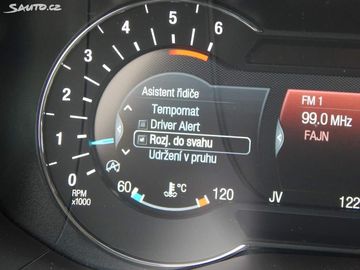 Sauto.cz
6
5
4
3
2
1
0
RPM
x1000
Asistent řidiče
Tempomat
Driver Alert
Rozj. do svahu
Udržení v pruhu
60
°C
120
FM 1
99.0 MHz
FAJN
JV
122